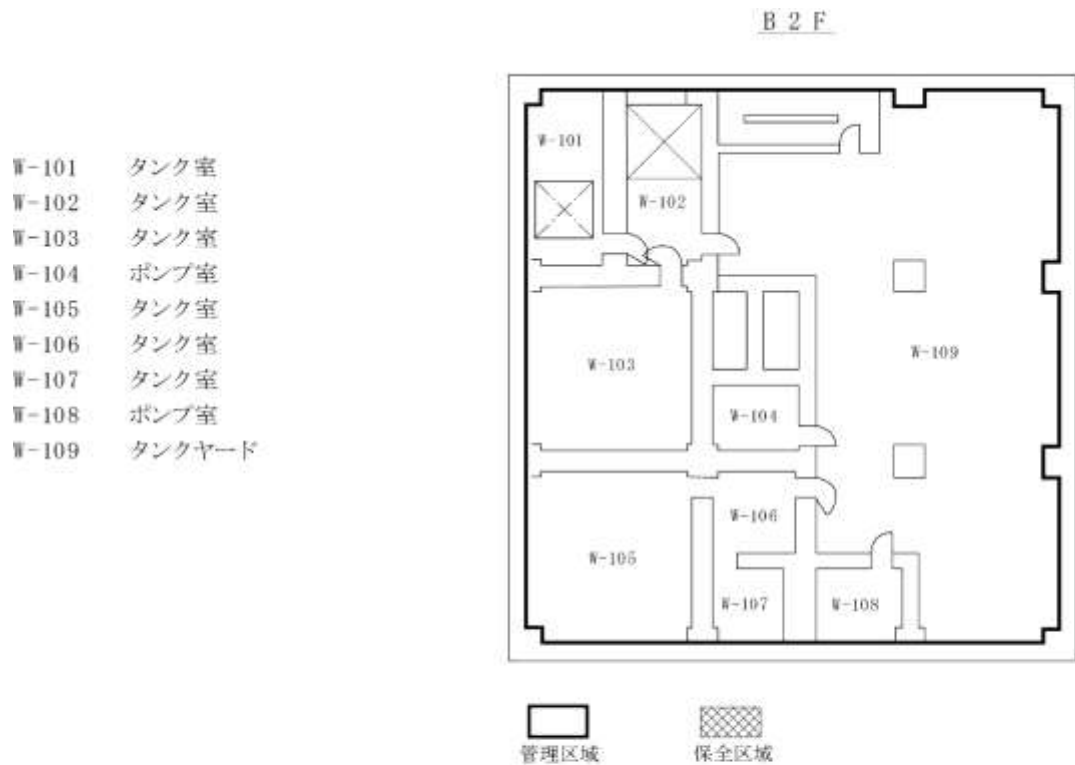 B2F
W-101 タンク室
W-102 タンク室
W-103 タンク室
W-104 ポンプ室
W-105 タンク室
W-106 タンク室
W-107 タンク室
W-108 ポンプ室
W-109 タンクヤード
W-101
W-102
W-103
W-109
W-104
W-106
W-105
W-107
W-108
管理区域
保全区域